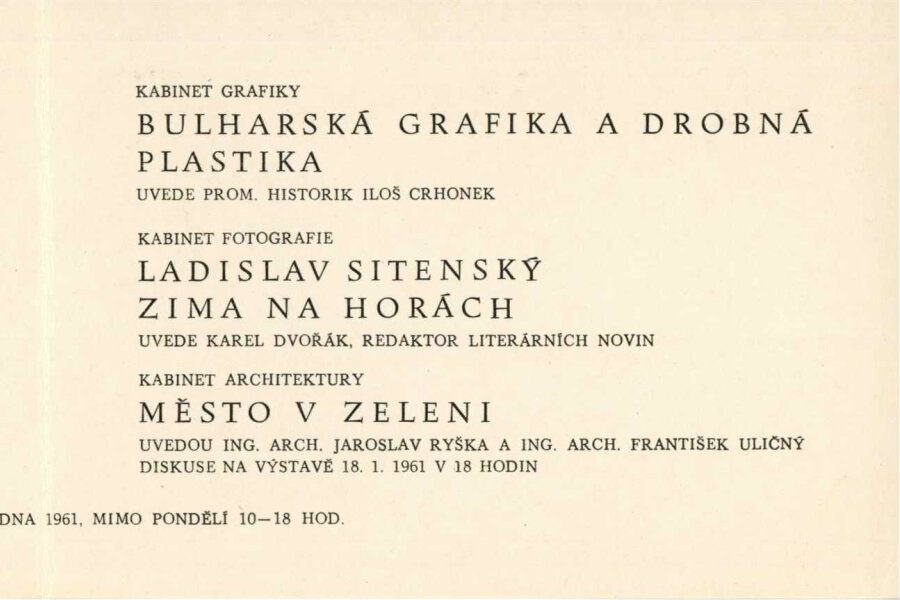 KABINET GRAFIKY
BULHARSKÁ GRAFIKA A DROBNÁ
PLASTIKA
UVEDE PROM. HISTORIK ILOŠ CRHONEK
KABINET FOTOGRAFIE
LADISLAV SITENSKÝ
ZIMA NA HORÁCH
UVEDE KAREL DVOŘÁK, REDAKTOR LITERÁRNÍCH NOVIN
KABINET ARCHITEKTURY
MĚSTO V ZELENI
UVEDOU ING. ARCH. JAROSLAV RYŠKA A ING. ARCH. FRANTIŠEK ULIČNÝ
DISKUSE NA VÝSTAVĚ 18. 1. 1961 V 18 HODIN
DNA 1961, MIMO PONDĚLÍ 10—18 HOD.